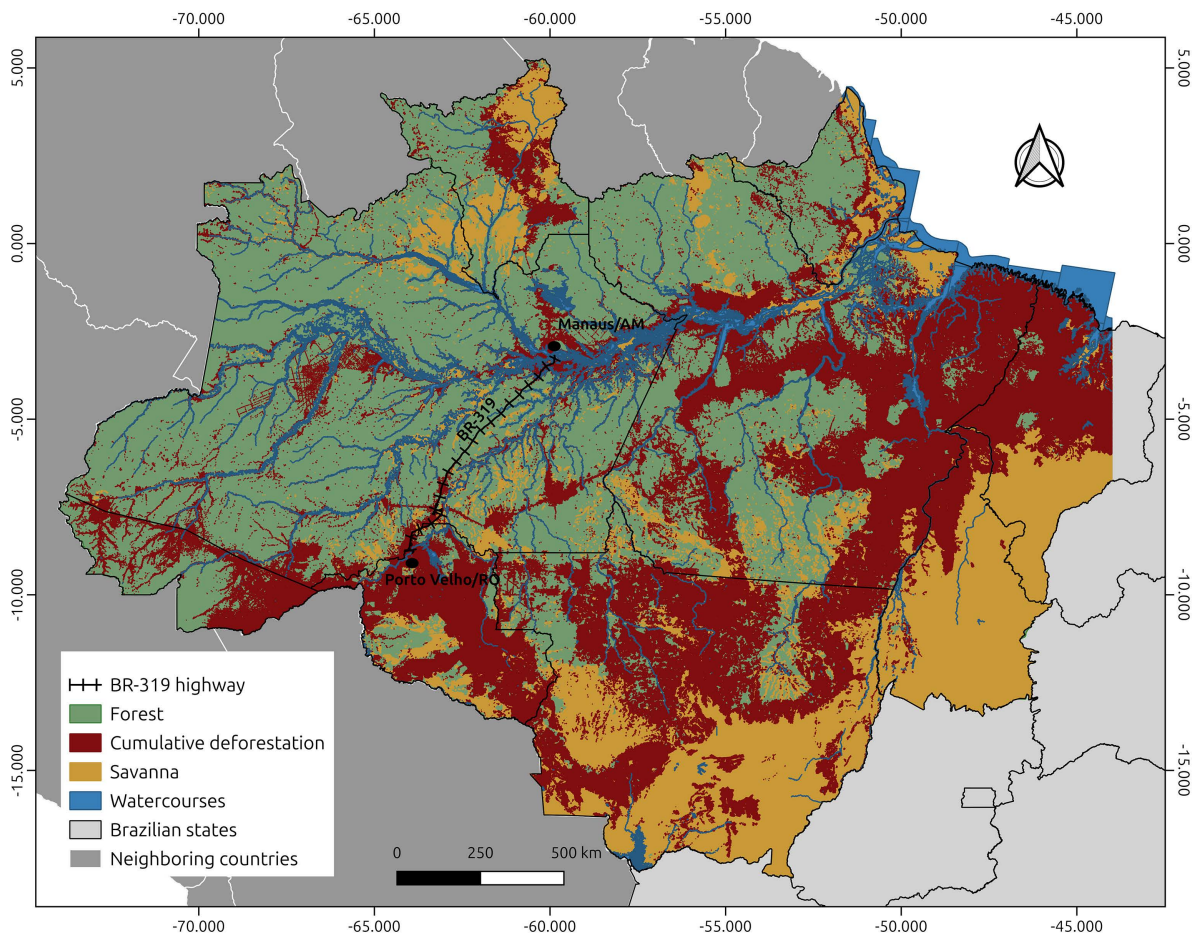 -70.000 -65.000 -60.000 -55.000 -50.000 -45.000
5.000 5.000
0.000 0.000
Manaus/AM
BR-319
-5.000 -5.000
Porto Velho/RO
-10.000 -10.000
BR-319 highway
Forest
Cumulative deforestation
Savanna
Watercourses
Brazilian states
Neighboring countries
-15.000 -15.000
0 250 500 km
-70.000 -65.000 -60.000 -55.000 -50.000 -45.000